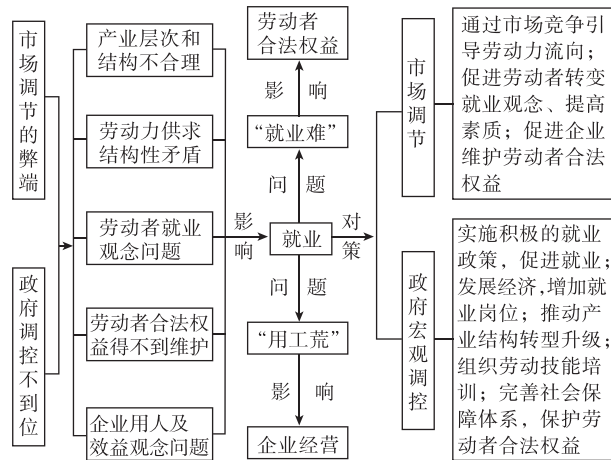 市场调节的弊端
政府调控不到位
产业层次和
结构不合理
劳动力供求
结构性矛盾
劳动者就业
观念问题
劳动者合法权
益得不到维护
企业用人及
效益观念问题
影响
劳动者
合法权益
影 响
“就业难”
问 题
就业
问 题
“用工荒”
影 响
企业经营
对策
市场调节
通过市场竞争引
导劳动力流向；
促进劳动者转变
就业观念、提高
素质；促进企业
维护劳动者合法
权益
政府宏观调控
实施积极的就业
政策，促进就业；
发展经济，增加就
业岗位；推动产
业结构转型升级；
组织劳动技能培
训；完善社会保
障体系，保护劳
动者合法权益